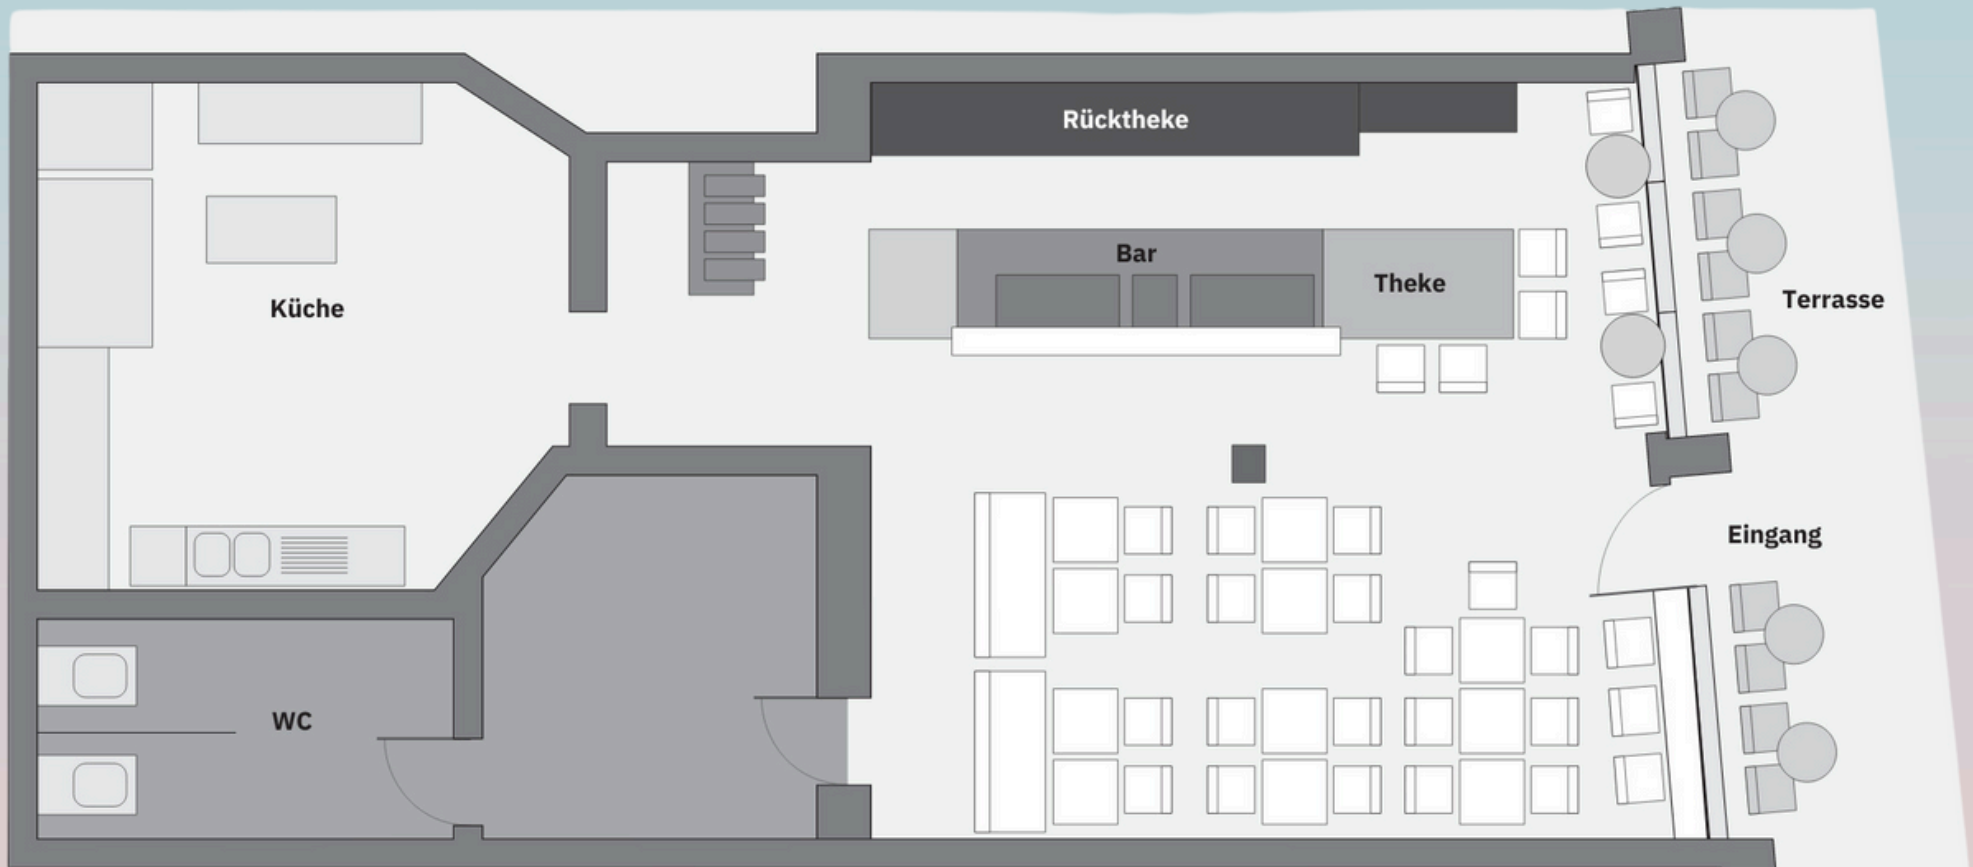 Rücktheke
Bar
Theke
Küche
Terrasse
Eingang
WC